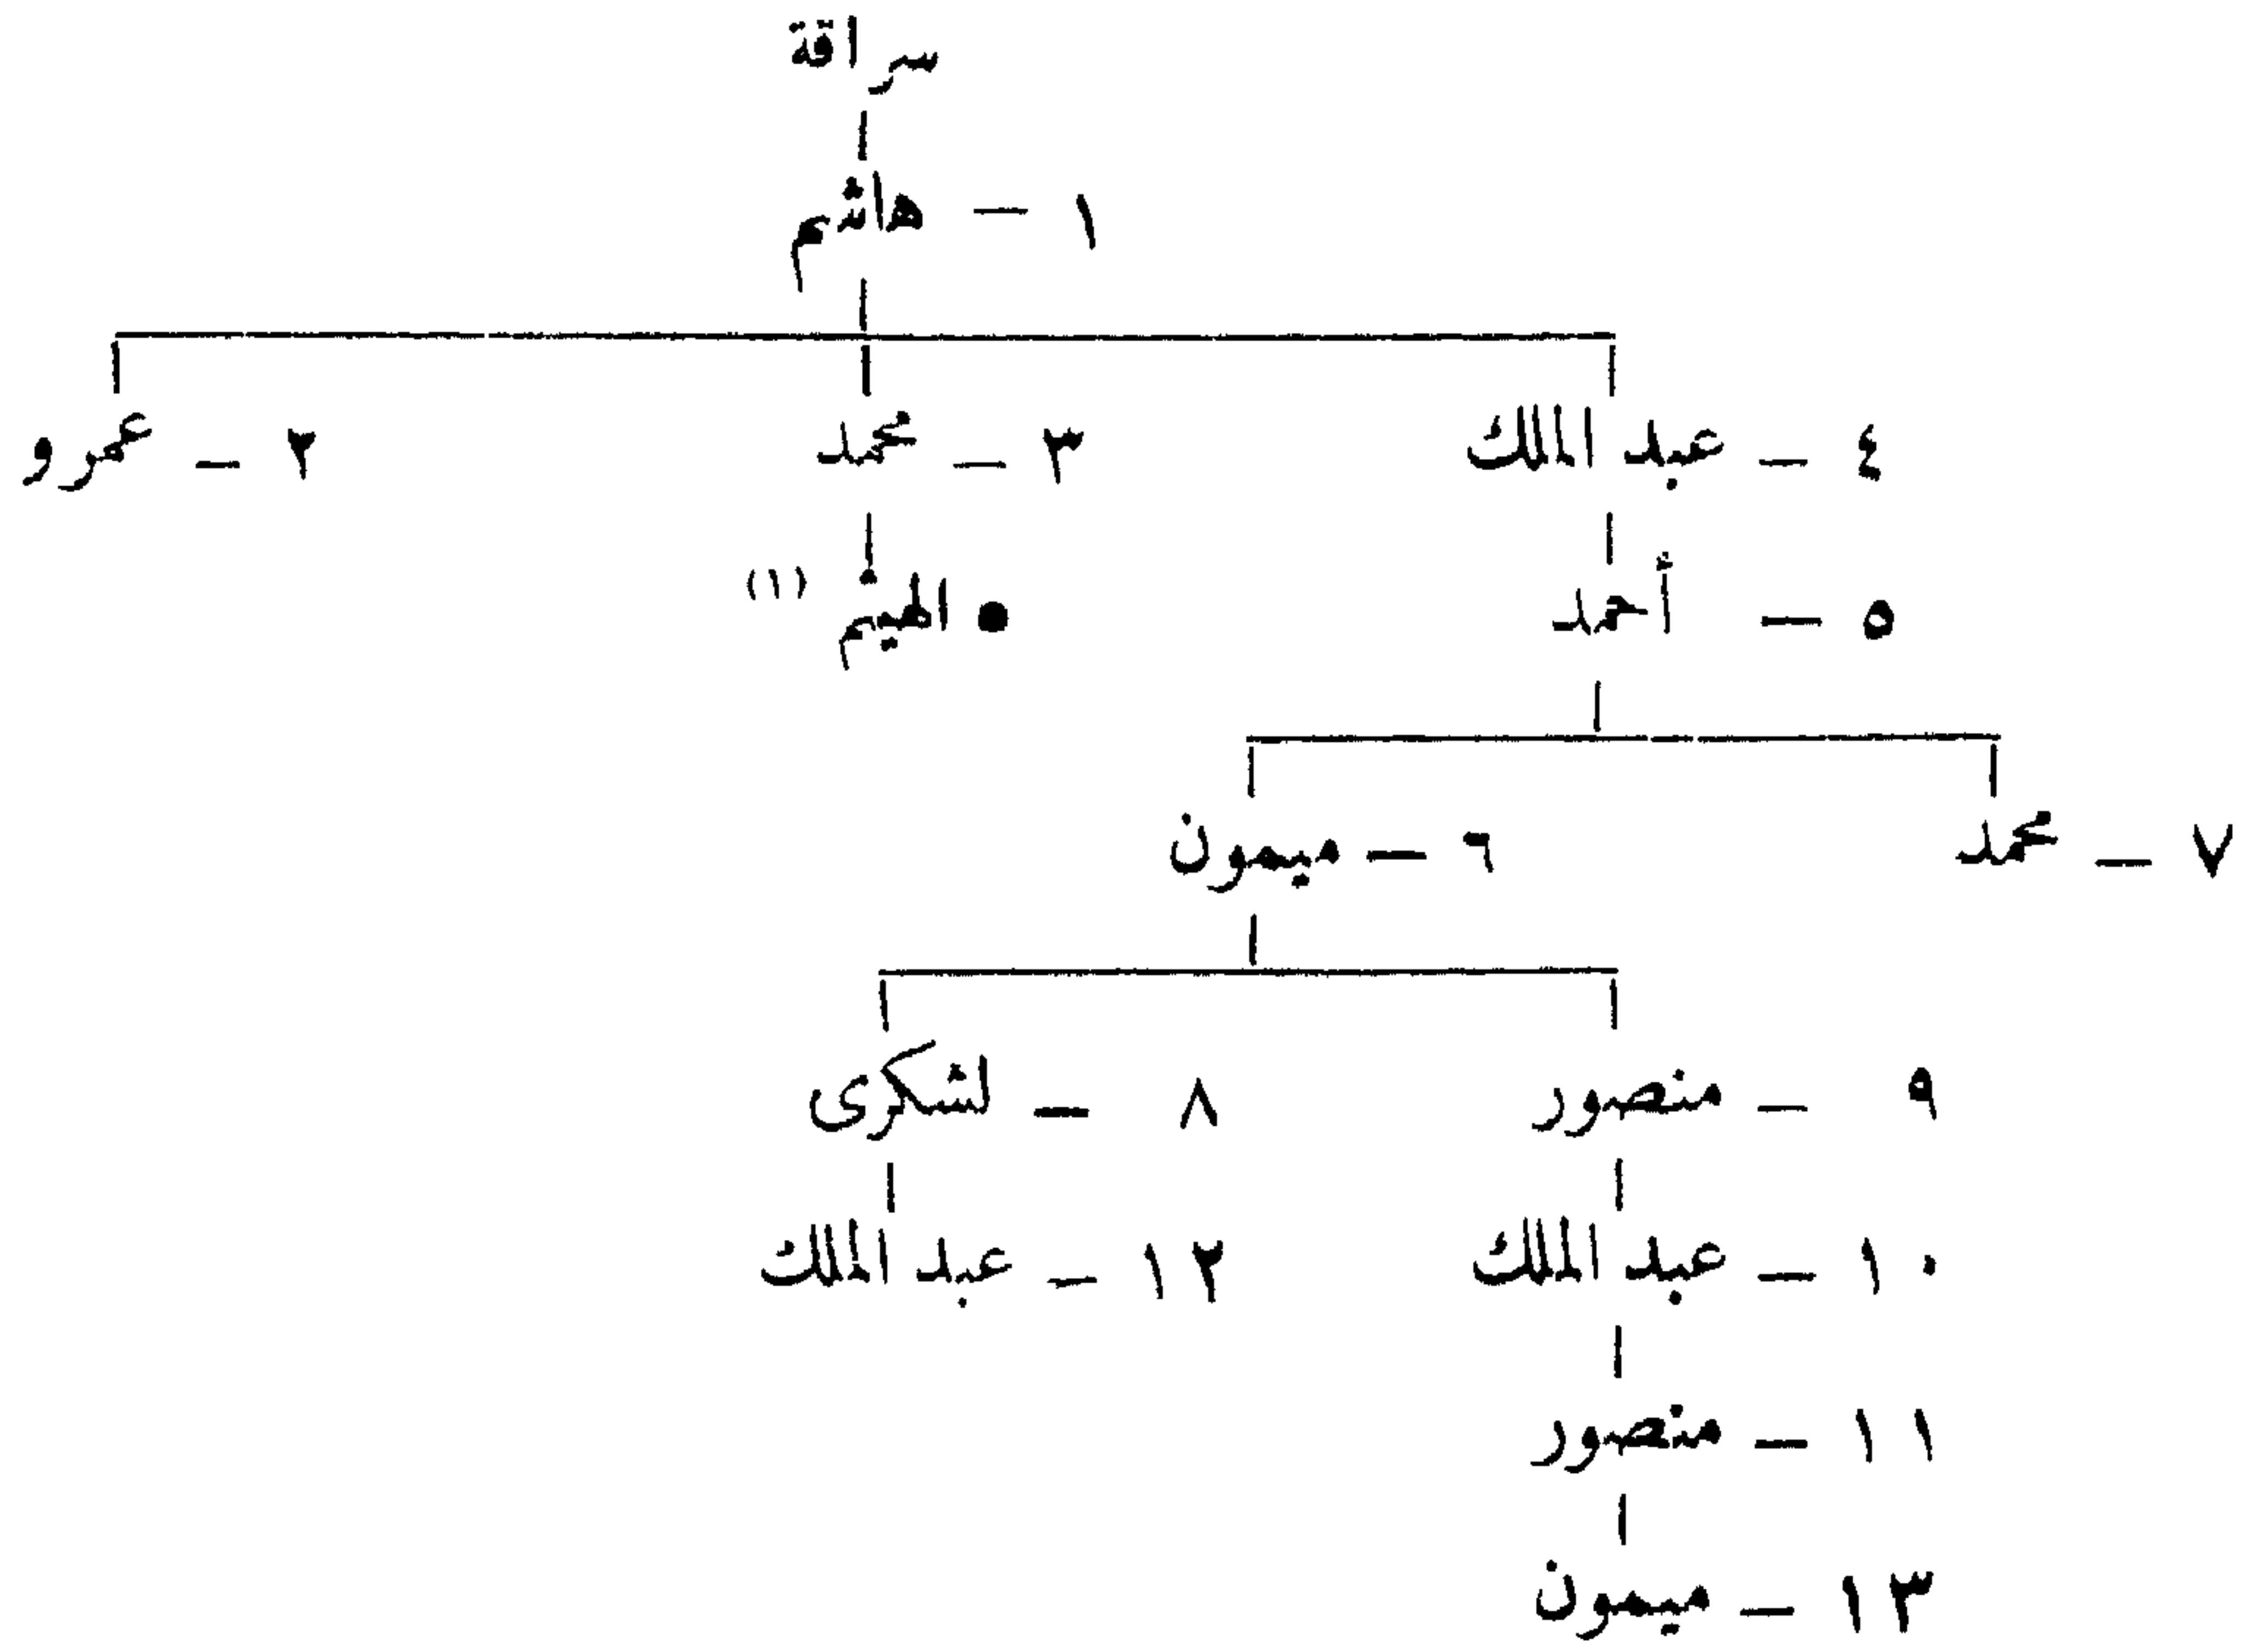 سراقة
١ – هاشم
٤ – عبد الملك ٣ – محمد ٢ – عمرو
٥ – أحمد ● الهيثم (١)
٧ – محمد ٦ – ميمون
٩ – منصور ٨ – لشكرى
١٠ – عبد الملك ١٢ – عبد الملك
١١ – منصور
١٣ – ميمون